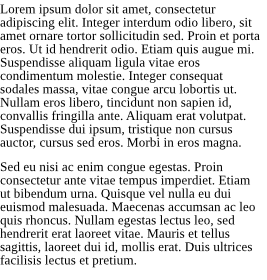 Lorem ipsum dolor sit amet, consectetur
adipiscing elit. Integer interdum odio libero, sit
amet ornare tortor sollicitudin sed. Proin et porta
eros. Ut id hendrerit odio. Etiam quis augue mi.
Suspendisse aliquam ligula vitae eros
condimentum molestie. Integer consequat
sodales massa, vitae congue arcu lobortis ut.
Nullam eros libero, tincidunt non sapien id,
convallis fringilla ante. Aliquam erat volutpat.
Suspendisse dui ipsum, tristique non cursus
auctor, cursus sed eros. Morbi in eros magna.
Sed eu nisi ac enim congue egestas. Proin
consectetur ante vitae tempus imperdiet. Etiam
ut bibendum urna. Quisque vel nulla eu dui
euismod malesuada. Maecenas accumsan ac leo
quis rhoncus. Nullam egestas lectus leo, sed
hendrerit erat laoreet vitae. Mauris et tellus
sagittis, laoreet dui id, mollis erat. Duis ultrices
facilisis lectus et pretium.